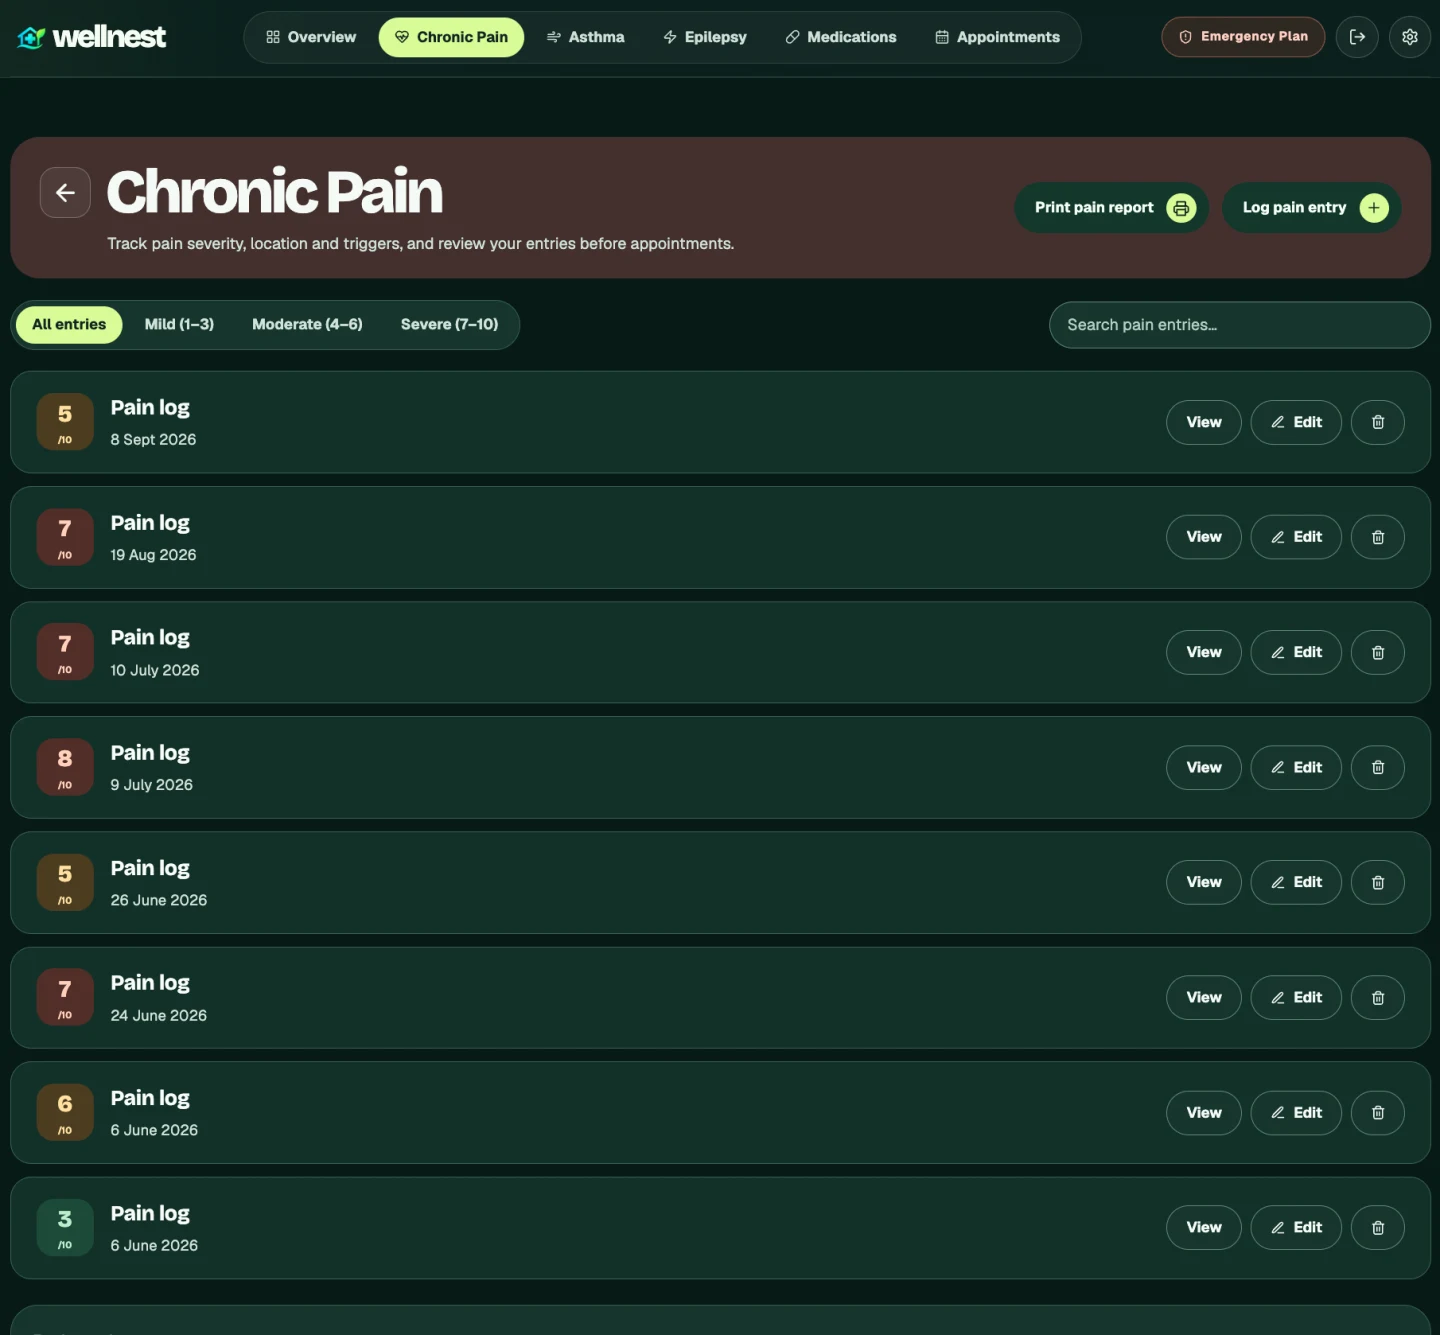 wellnest
Overview
Chronic Pain
Asthma
Epilepsy
Medications
Appointments
Emergency Plan
Chronic Pain
Track pain severity, location and triggers, and review your entries before appointments.
Print pain report
Log pain entry
All entries
Mild (1–3)
Moderate (4–6)
Severe (7–10)
Search pain entries...
5
/10
Pain log
8 Sept 2026
View
Edit
7
/10
Pain log
19 Aug 2026
View
Edit
7
/10
Pain log
10 July 2026
View
Edit
8
/10
Pain log
9 July 2026
View
Edit
5
/10
Pain log
26 June 2026
View
Edit
7
/10
Pain log
24 June 2026
View
Edit
6
/10
Pain log
6 June 2026
View
Edit
3
/10
Pain log
6 June 2026
View
Edit